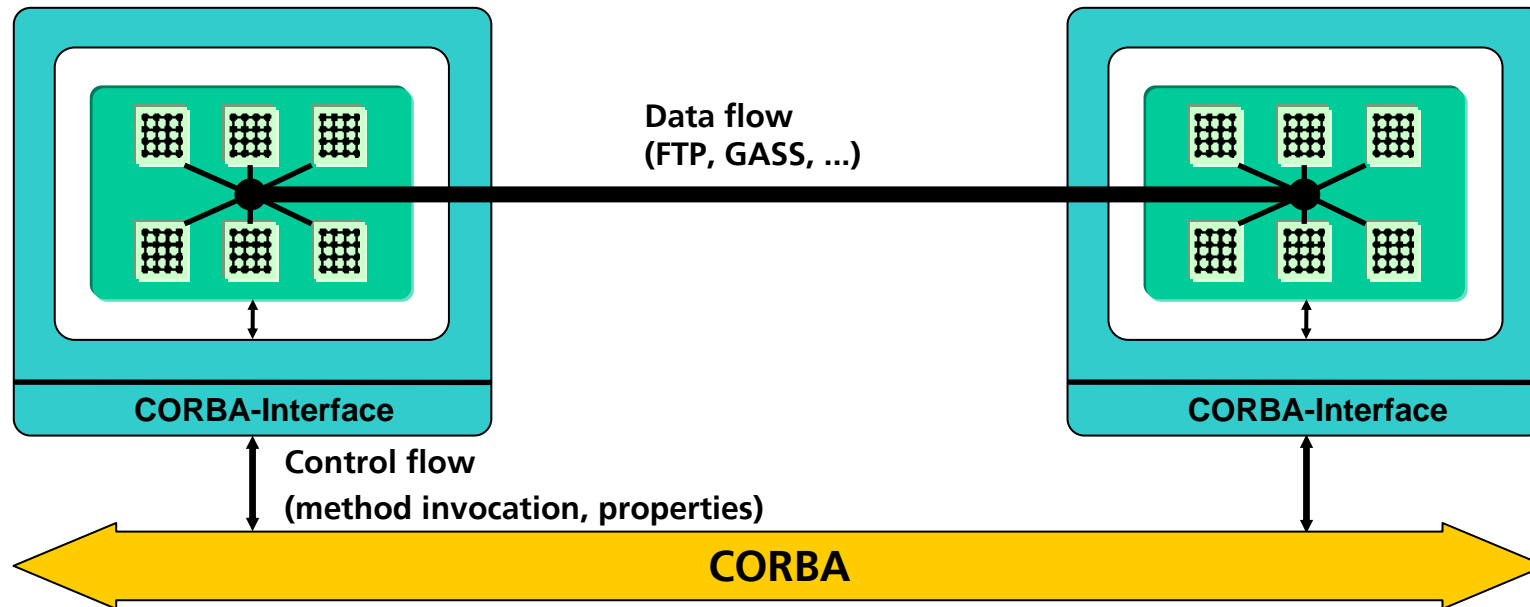 Data flow
(FTP, GASS, ...)
CORBA-Interface
CORBA-Interface
Control flow
(method invocation, properties)
CORBA